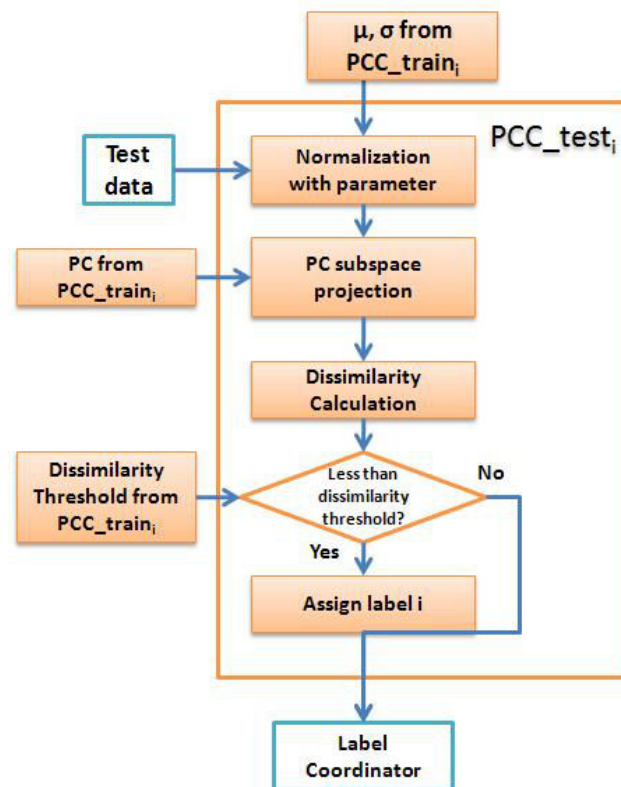 μ, σ from
PCC_trainᵢ
PCC_testᵢ
Test
data
Normalization
with parameter
PC from
PCC_trainᵢ
PC subspace
projection
Dissimilarity
Calculation
Dissimilarity
Threshold from
PCC_trainᵢ
Less than
dissimilarity
threshold?
No
Yes
Assign label i
Label
Coordinator